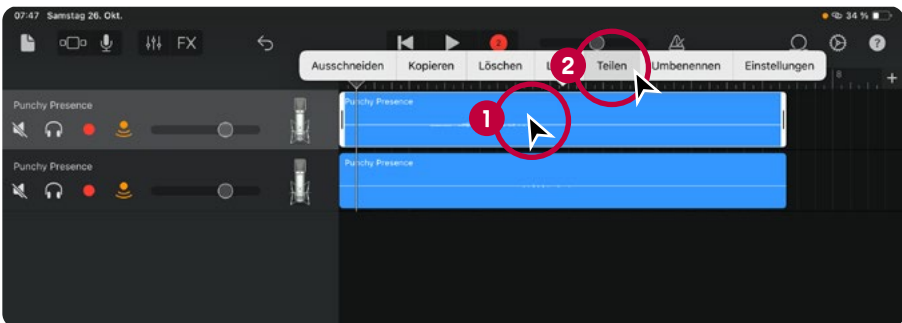 07:47 Samstag 26. Okt.
34 %
FX
2
?
Ausschneiden Kopieren Löschen 2 Teilen Umbenennen Einstellungen
8
+
Punchy Presence
Punchy Presence
1
Punchy Presence
Punchy Presence